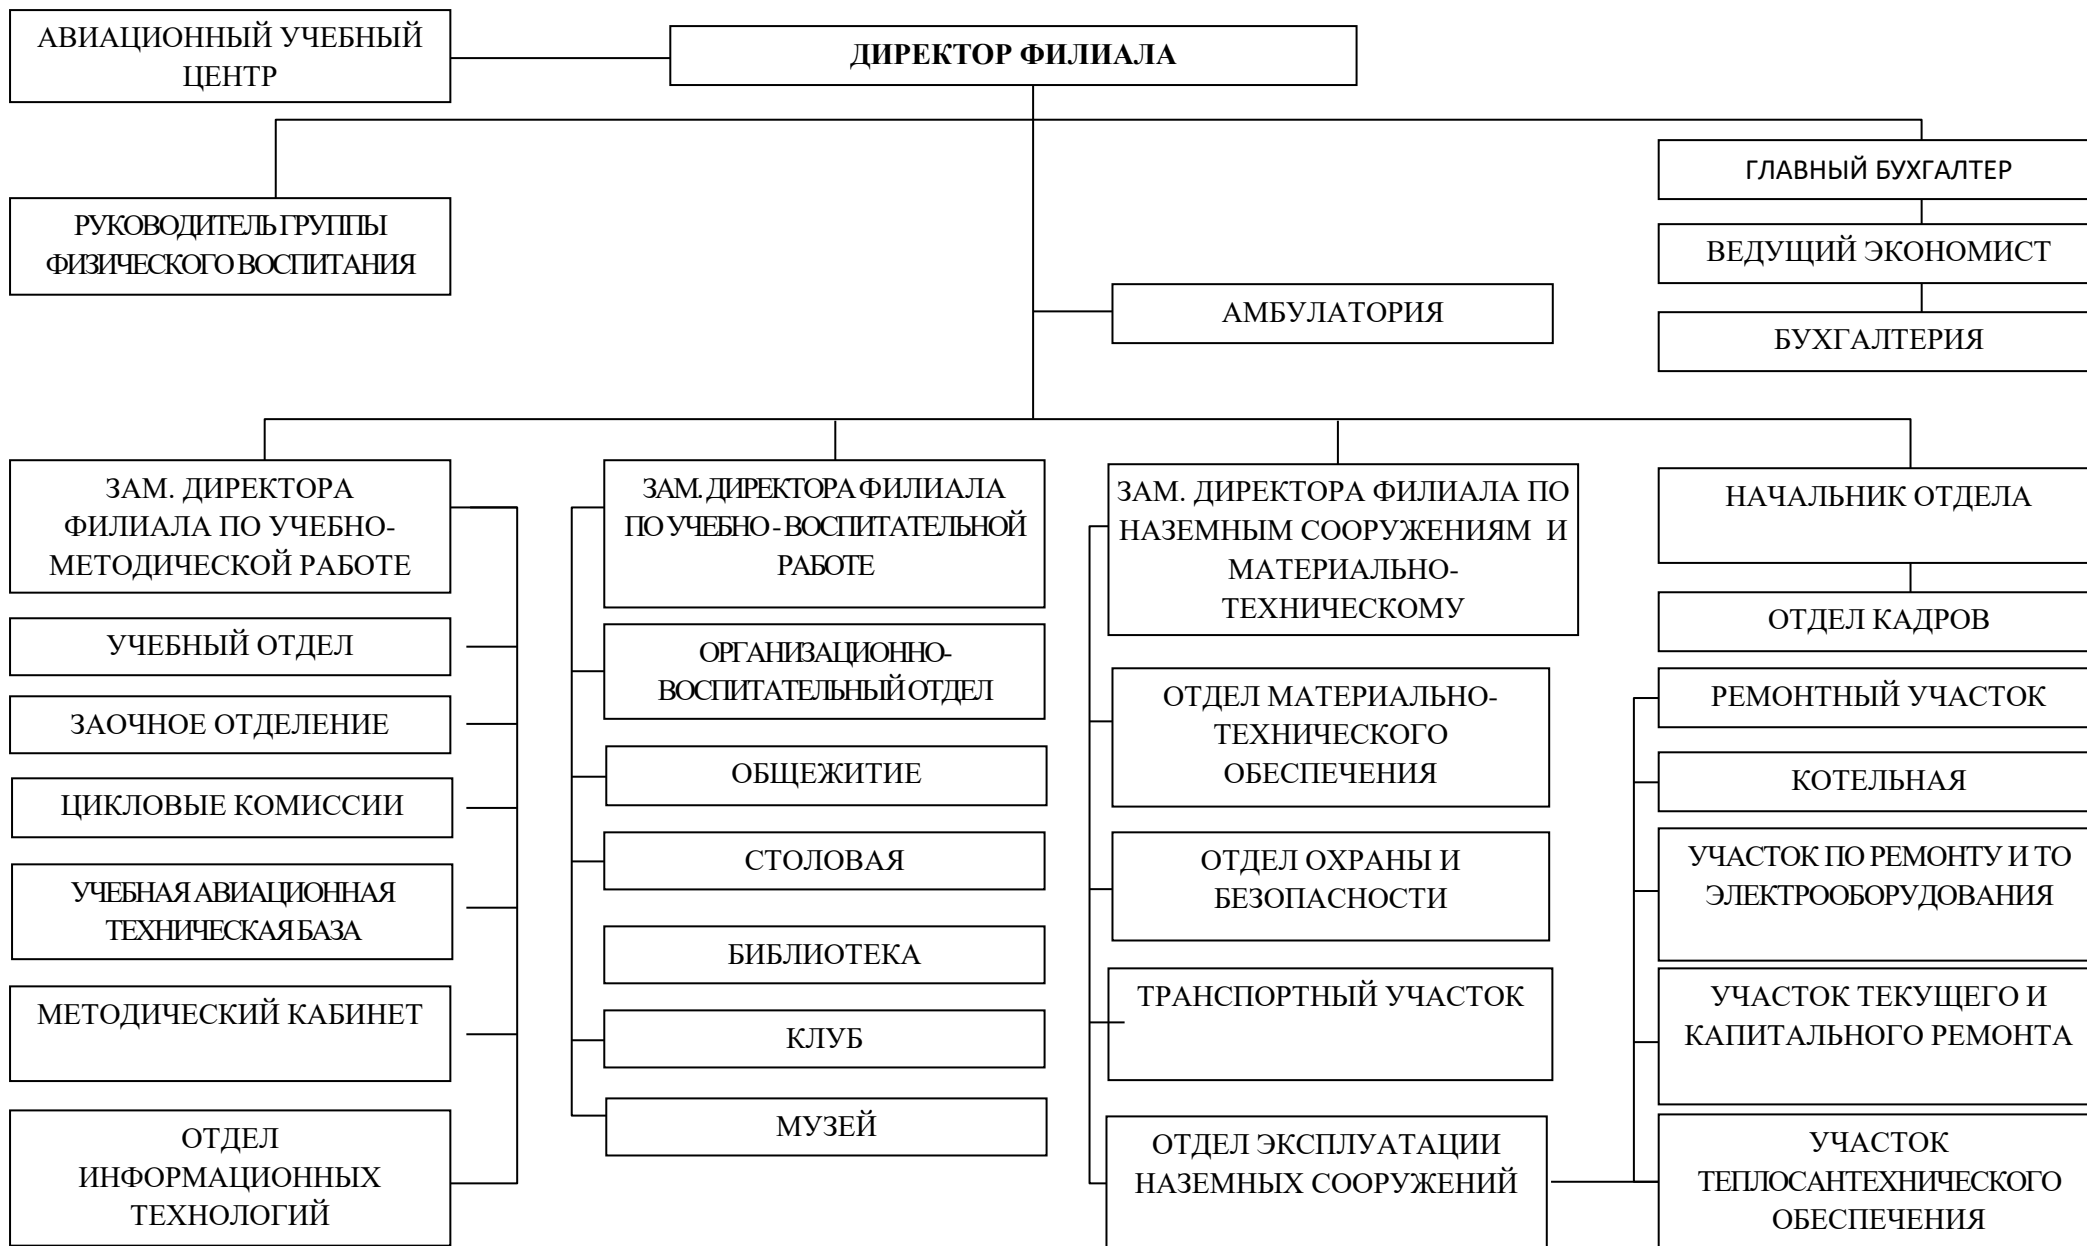 АВИАЦИОННЫЙ УЧЕБНЫЙ
ЦЕНТР
ДИРЕКТОР ФИЛИАЛА
ГЛАВНЫЙ БУХГАЛТЕР
РУКОВОДИТЕЛЬ ГРУППЫ
ФИЗИЧЕСКОГО ВОСПИТАНИЯ
ВЕДУЩИЙ ЭКОНОМИСТ
АМБУЛАТОРИЯ
БУХГАЛТЕРИЯ
ЗАМ. ДИРЕКТОРА
ФИЛИАЛА ПО УЧЕБНО-
МЕТОДИЧЕСКОЙ РАБОТЕ
УЧЕБНЫЙ ОТДЕЛ
ЗАОЧНОЕ ОТДЕЛЕНИЕ
ЦИКЛОВЫЕ КОМИССИИ
УЧЕБНАЯ АВИАЦИОННАЯ
ТЕХНИЧЕСКАЯ БАЗА
МЕТОДИЧЕСКИЙ КАБИНЕТ
ОТДЕЛ
ИНФОРМАЦИОННЫХ
ТЕХНОЛОГИЙ
ЗАМ. ДИРЕКТОРА ФИЛИАЛА
ПО УЧЕБНО - ВОСПИТАТЕЛЬНОЙ
РАБОТЕ
ОРГАНИЗАЦИОННО-
ВОСПИТАТЕЛЬНЫЙ ОТДЕЛ
ОБЩЕЖИТИЕ
СТОЛОВАЯ
БИБЛИОТЕКА
КЛУБ
МУЗЕЙ
ЗАМ. ДИРЕКТОРА ФИЛИАЛА ПО
НАЗЕМНЫМ СООРУЖЕНИЯМ И
МАТЕРИАЛЬНО-
ТЕХНИЧЕСКОМУ
ОТДЕЛ МАТЕРИАЛЬНО-
ТЕХНИЧЕСКОГО
ОБЕСПЕЧЕНИЯ
ОТДЕЛ ОХРАНЫ И
БЕЗОПАСНОСТИ
ТРАНСПОРТНЫЙ УЧАСТОК
ОТДЕЛ ЭКСПЛУАТАЦИИ
НАЗЕМНЫХ СООРУЖЕНИЙ
НАЧАЛЬНИК ОТДЕЛА
ОТДЕЛ КАДРОВ
РЕМОНТНЫЙ УЧАСТОК
КОТЕЛЬНАЯ
УЧАСТОК ПО РЕМОНТУ И ТО
ЭЛЕКТРООБОРУДОВАНИЯ
УЧАСТОК ТЕКУЩЕГО И
КАПИТАЛЬНОГО РЕМОНТА
УЧАСТОК
ТЕПЛОСАНТЕХНИЧЕСКОГО
ОБЕСПЕЧЕНИЯ